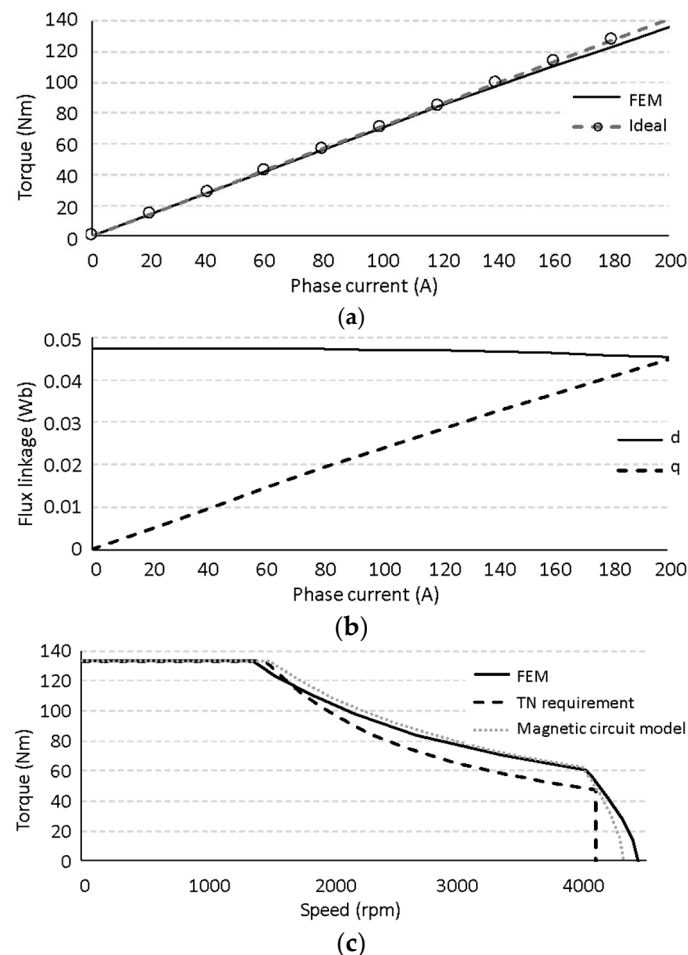 140
120
100
80
60
40
20
0
Torque (Nm)
FEM
Ideal
0 20 40 60 80 100 120 140 160 180 200
Phase current (A)
(a)
0.05
0.04
0.03
0.02
0.01
0
Flux linkage (Wb)
d
q
0 20 40 60 80 100 120 140 160 180 200
Phase current (A)
(b)
140
120
100
80
60
40
20
0
Torque (Nm)
FEM
TN requirement
Magnetic circuit model
0 1000 2000 3000 4000
Speed (rpm)
(c)